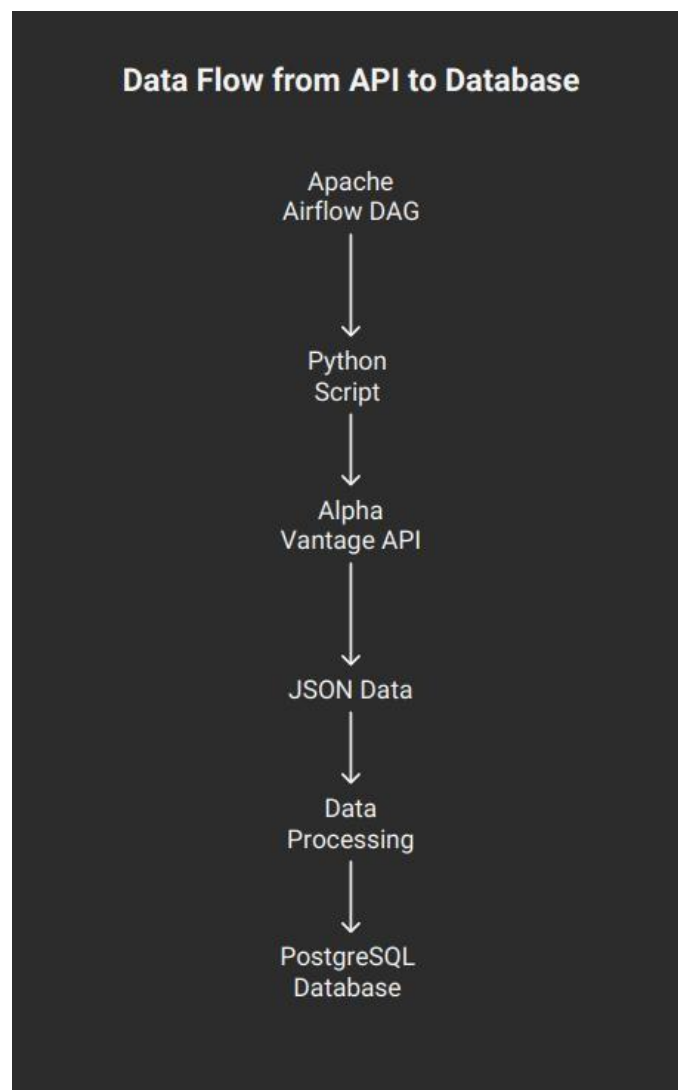 Data Flow from API to Database
Apache
Airflow DAG
Python
Script
Alpha
Vantage API
JSON Data
Data
Processing
PostgreSQL
Database